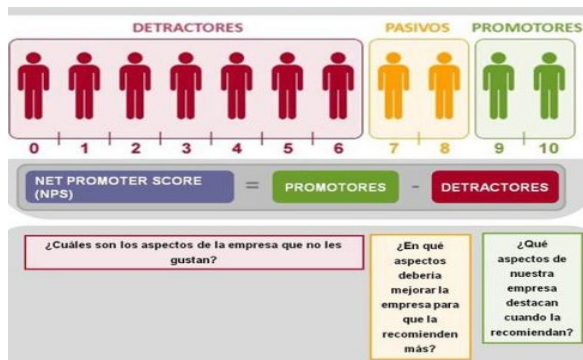 DETRACTORES PASIVOS PROMOTORES
0 1 2 3 4 5 6 7 8 9 10
NET PROMOTER SCORE
(NPS)
= PROMOTORES - DETRACTORES
¿Cuáles son los aspectos de la empresa que no les
gustan?
¿En qué
aspectos
debería
mejorar la
empresa para
que la
recomienden
más?
¿Qué
aspectos de
nuestra
empresa
destacan
cuando la
recomiendan?